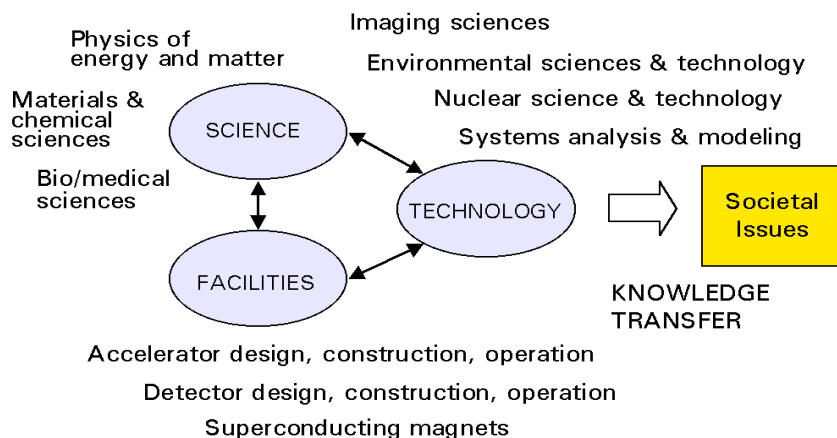 Imaging sciences
Physics of
energy and matter
Environmental sciences & technology
Materials &
chemical
sciences
Nuclear science & technology
SCIENCE
Systems analysis & modeling
Bio/medical
sciences
TECHNOLOGY
Societal
Issues
FACILITIES
KNOWLEDGE
TRANSFER
Accelerator design, construction, operation
Detector design, construction, operation
Superconducting magnets